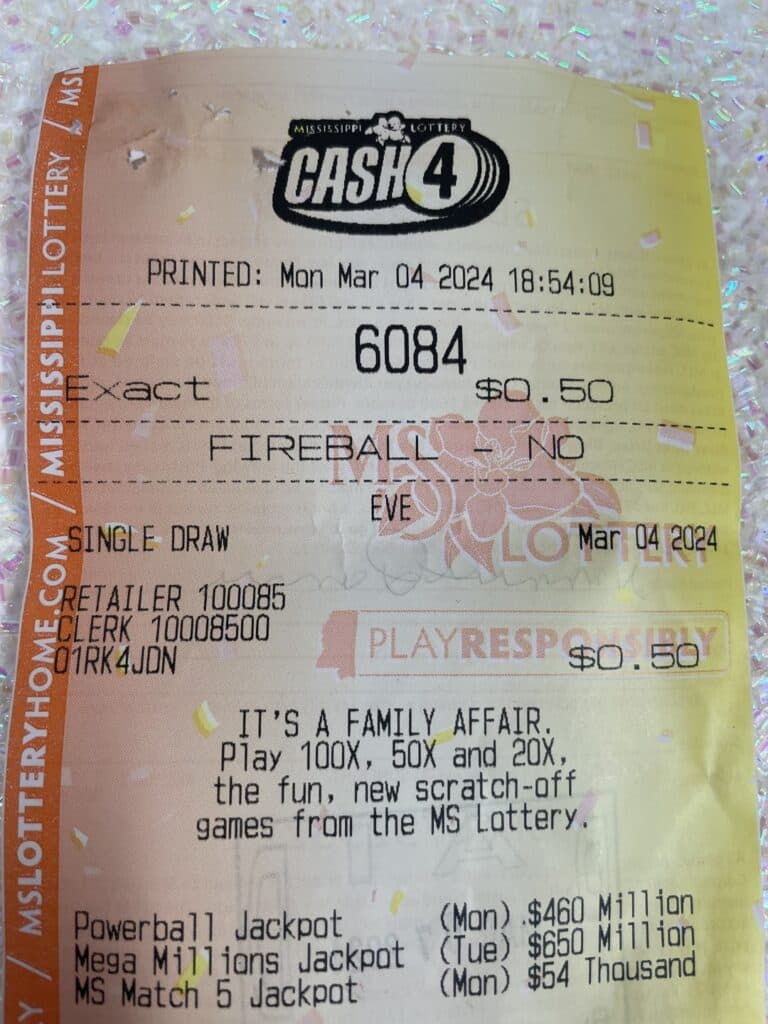 MISSISSIPPI LOTTERY
CASH 4
PRINTED: Mon Mar 04 2024 18:54:09
6084
Exact $0.50
FIREBALL - NO
EVE
SINGLE DRAW Mar 04 2024
RETAILER 100085
CLERK 10008500
01RK4JDN $0.50
MS
LOTTERY
PLAYRESPONSIBLY
IT'S A FAMILY AFFAIR.
Play 100X, 50X and 20X,
the fun, new scratch-off
games from the MS Lottery.
Powerball Jackpot (Mon) $460 Million
Mega Millions Jackpot (Tue) $650 Million
MS Match 5 Jackpot (Mon) $54 Thousand
Y / MSLOTTERYHOME.COM / MISSISSIPPI LOTTERY / MSL